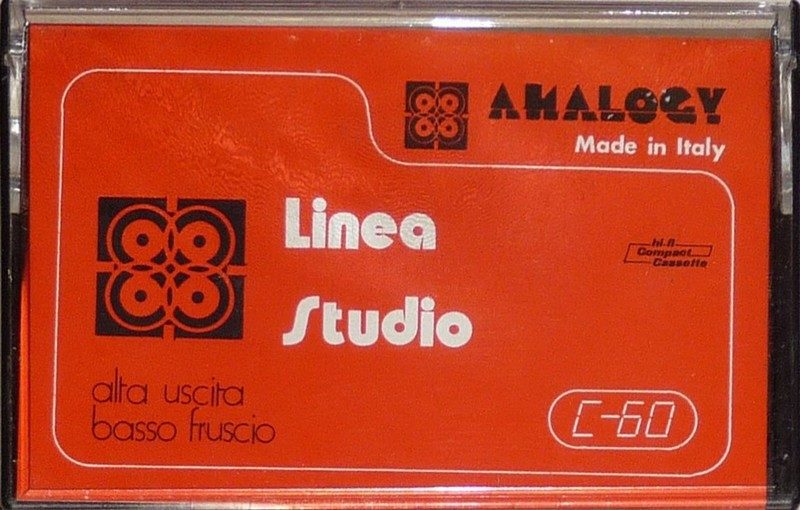 ANALOGY
Made in Italy
Linea
Studio
hi-fi
Compact
Cassette
alta uscita
basso fruscio
C-60